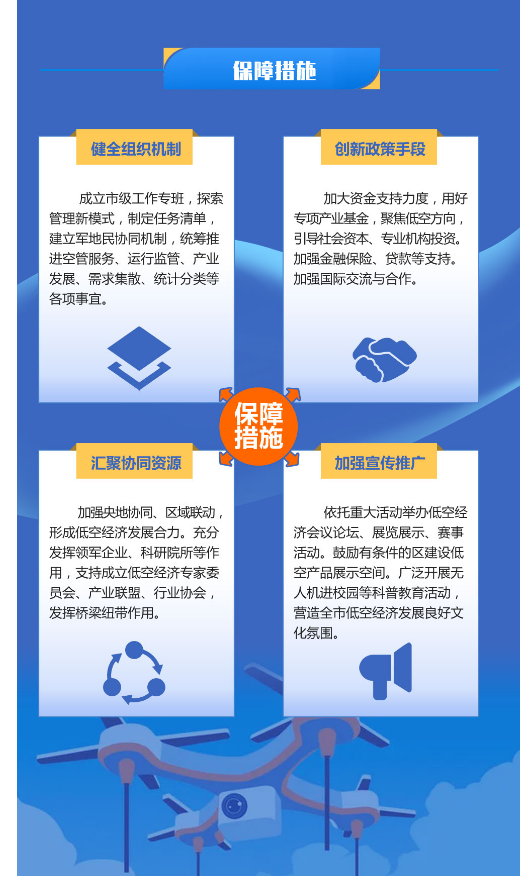 保障措施
健全组织机制
成立市级工作专班，探索
管理新模式，制定任务清单，
建立军地民协同机制，统筹推
进空管服务、运行监管、产业
发展、需求集散、统计分类等
各项事宜。
创新政策手段
加大资金支持力度，用好
专项产业基金，聚焦低空方向，
引导社会资本、专业机构投资。
加强金融保险、贷款等支持。
加强国际交流与合作。
保障
措施
汇聚协同资源
加强央地协同、区域联动，
形成低空经济发展合力。充分
发挥领军企业、科研院所等作
用，支持成立低空经济专家委
员会、产业联盟、行业协会，
发挥桥梁纽带作用。
加强宣传推广
依托重大活动举办低空经
济会议论坛、展览展示、赛事
活动。鼓励有条件的区建设低
空产品展示空间。广泛开展无
人机进校园等科普教育活动，
营造全市低空经济发展良好文
化氛围。